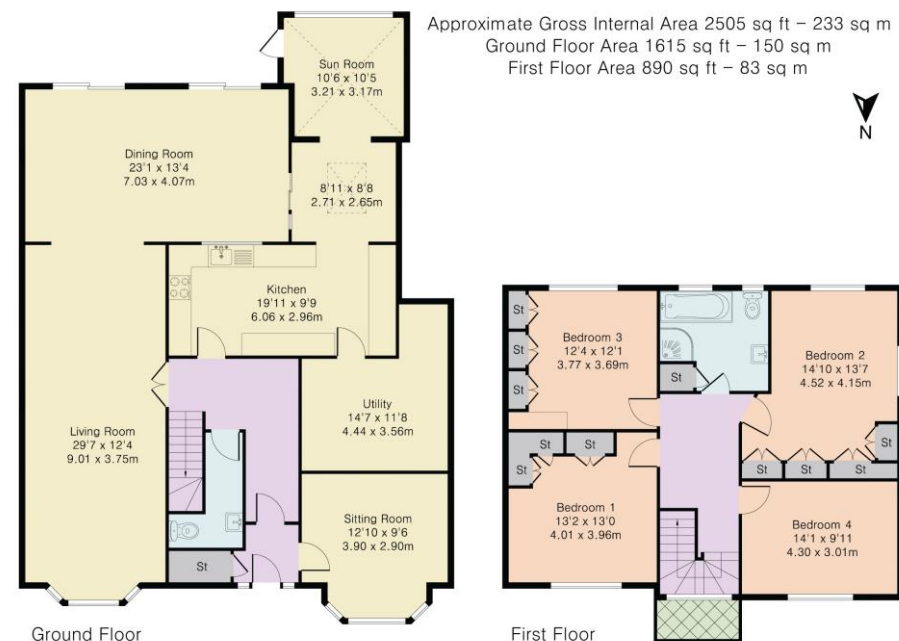 Approximate Gross Internal Area 2505 sq ft – 233 sq m
Ground Floor Area 1615 sq ft – 150 sq m
First Floor Area 890 sq ft – 83 sq m
N
Sun Room
10'6 x 10'5
3.21 x 3.17m
Dining Room
23'1 x 13'4
7.03 x 4.07m
8'11 x 8'8
2.71 x 2.65m
Kitchen
19'11 x 9'9
6.06 x 2.96m
Utility
14'7 x 11'8
4.44 x 3.56m
Living Room
29'7 x 12'4
9.01 x 3.75m
Sitting Room
12'10 x 9'6
3.90 x 2.90m
St
Ground Floor
St
St
St
Bedroom 3
12'4 x 12'1
3.77 x 3.69m
St
Bedroom 2
14'10 x 13'7
4.52 x 4.15m
St
St
St
St
St
St
St
Bedroom 1
13'2 x 13'0
4.01 x 3.96m
Bedroom 4
14'1 x 9'11
4.30 x 3.01m
First Floor